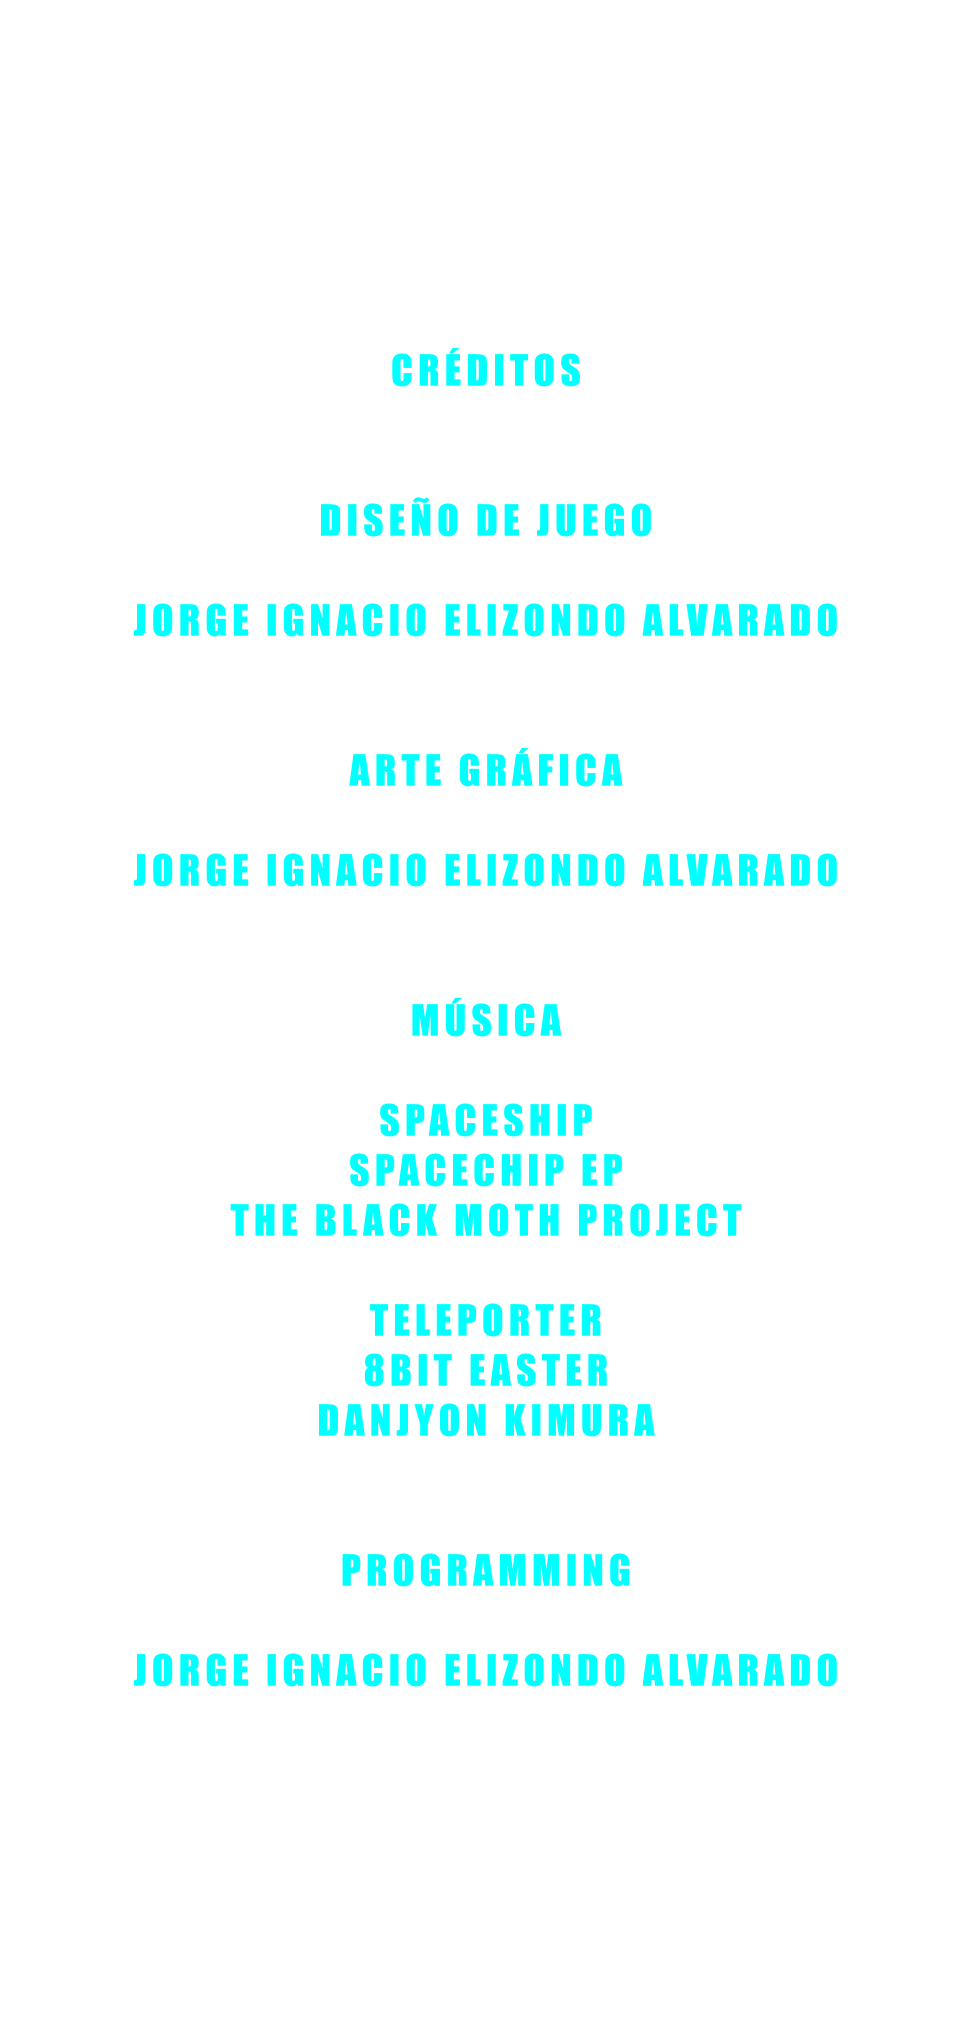 CRÉDITOS
DISEÑO DE JUEGO
JORGE IGNACIO ELIZONDO ALVARADO
ARTE GRÁFICA
JORGE IGNACIO ELIZONDO ALVARADO
MÚSICA
SPACESHIP
SPACECHIP EP
THE BLACK MOTH PROJECT
TELEPORTER
8BIT EASTER
DANJYON KIMURA
PROGRAMMING
JORGE IGNACIO ELIZONDO ALVARADO